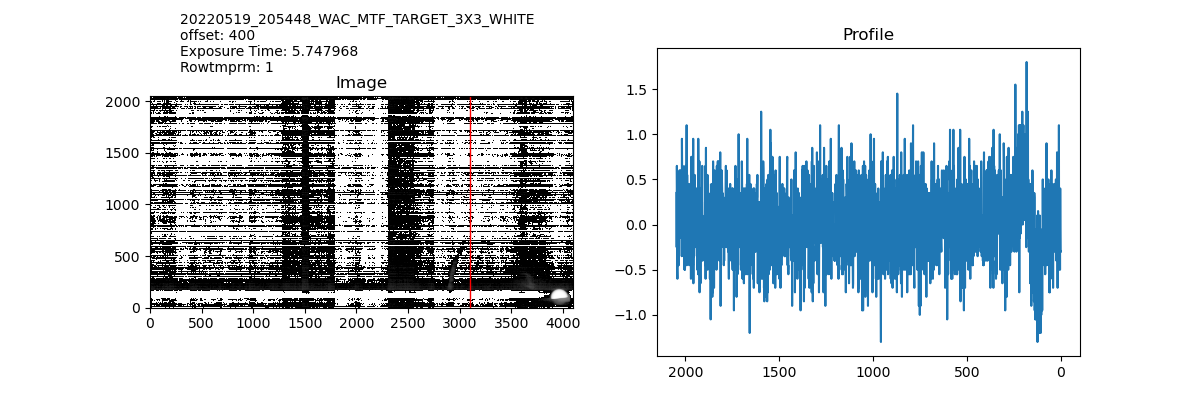 20220519_205448_WAC_MTF_TARGET_3X3_WHITE
offset: 400
Exposure Time: 5.747968
Rowtmprm: 1
Image
2000
1500
1000
500
0
0 500 1000 1500 2000 2500 3000 3500 4000
Profile
1.5
1.0
0.5
0.0
−0.5
−1.0
2000 1500 1000 500 0